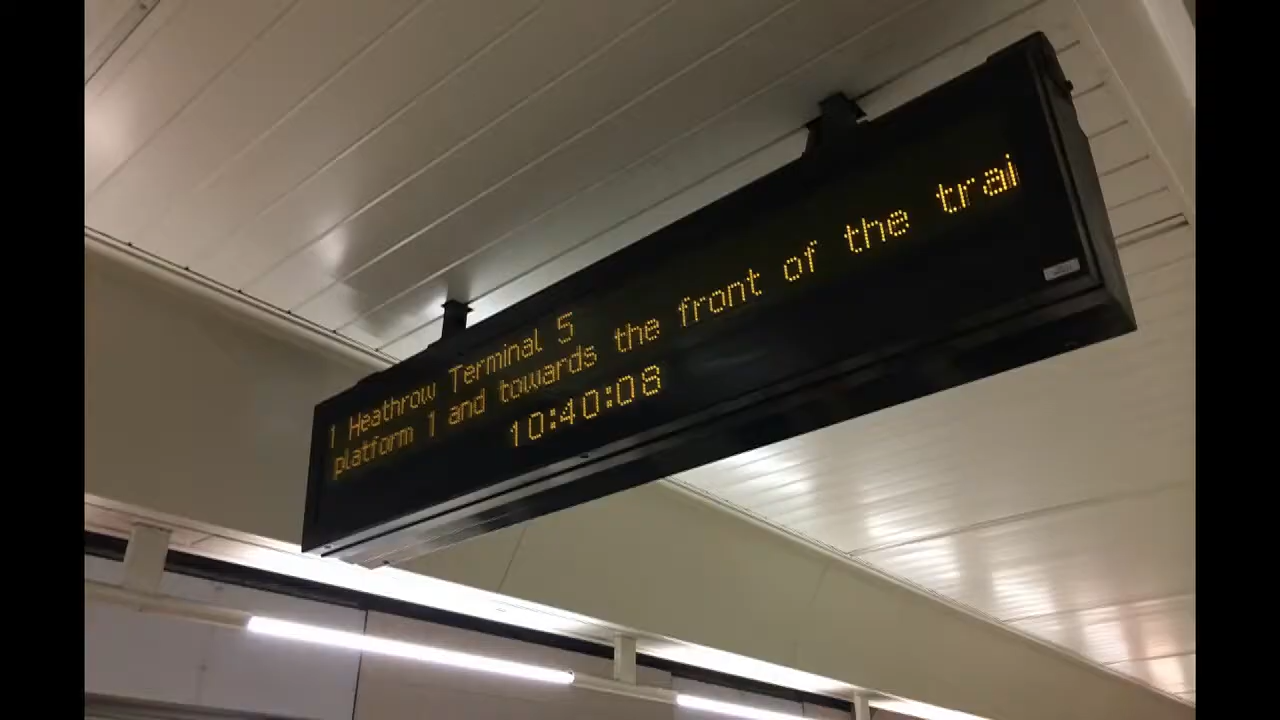 1 Heathrow Terminal 5
platform 1 and towards the front of the trai
10:40:08